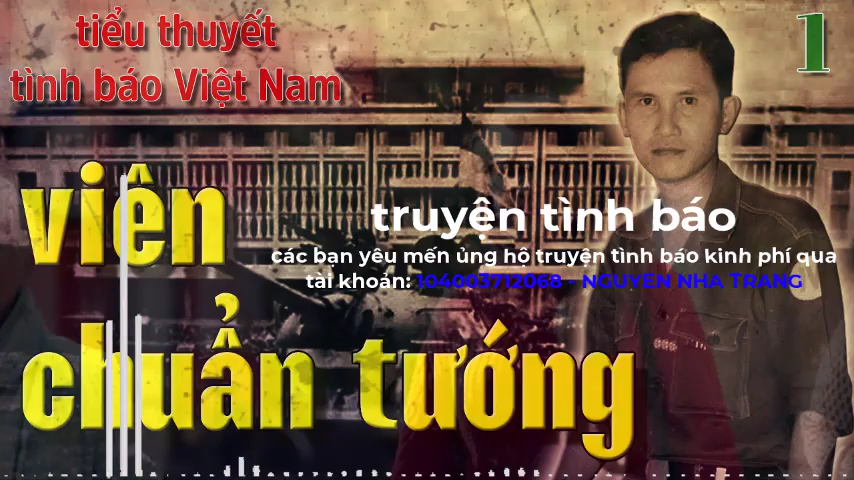 tiểu thuyết
tình báo Việt Nam
1
viên
chuẩn tướng
truyện tình báo
các bạn yêu mến ủng hộ truyện tình báo kinh phí qua
tài khoản: 104003712068 - NGUYEN NHA TRANG